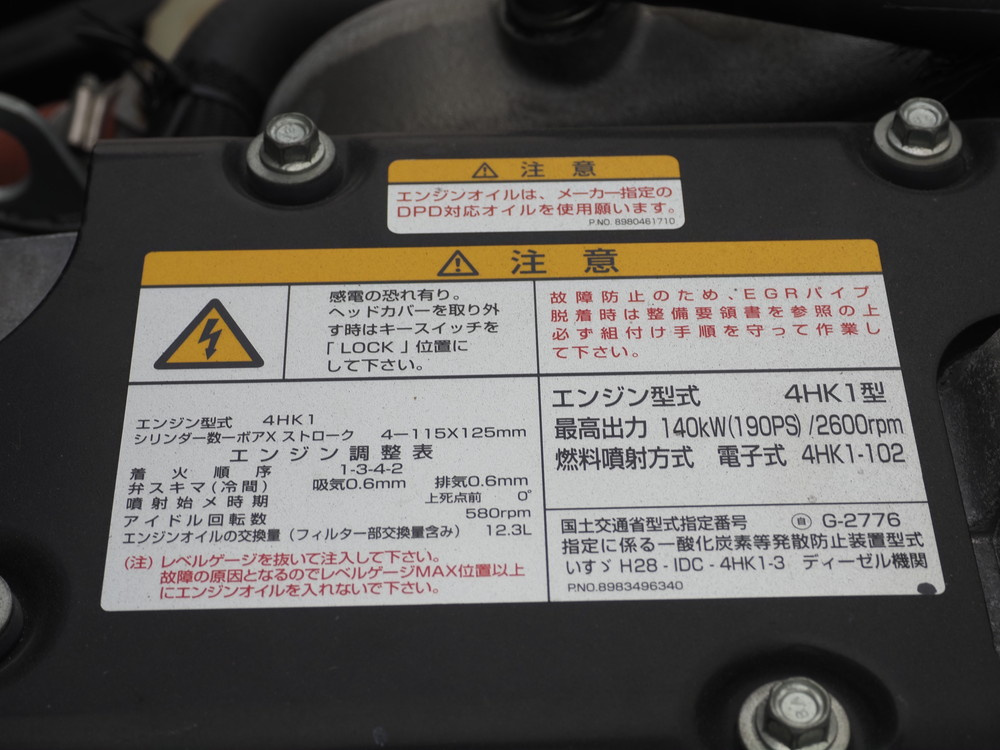 注意
エンジンオイルは、メーカー指定の
DPD対応オイルを使用願います。
P.NO. 8980461710
注意
感電の恐れ有り。
ヘッドカバーを取り外
す時はキースイッチを
「LOCK」位置に
して下さい。
故障防止のため、EGRパイプ
脱着時は整備要領書を参照の上
必ず組付け手順を守って作業し
て下さい。
エンジン型式 4HK1
シリンダー数ーボアX ストローク 4ー115X125mm
エンジン調整表
着火順序 1-3-4-2
弁スキマ(冷間) 吸気0.6mm 排気0.6mm
噴射始メ時期 上死点前 0°
アイドル回転数 580rpm
エンジンオイルの交換量(フィルター部交換量含み) 12.3L
(注)レベルゲージを抜いて注入して下さい。
故障の原因となるのでレベルゲージMAX位置以上
にエンジンオイルを入れないで下さい。
エンジン型式 4HK1型
最高出力 140kW(190PS)/2600rpm
燃料噴射方式 電子式 4HK1-102
国土交通省型式指定番号 自 G-2776
指定に係る一酸化炭素等発散防止装置型式
いすゞ H28 - IDC - 4HK1-3 ディーゼル機関
P.NO.8983496340